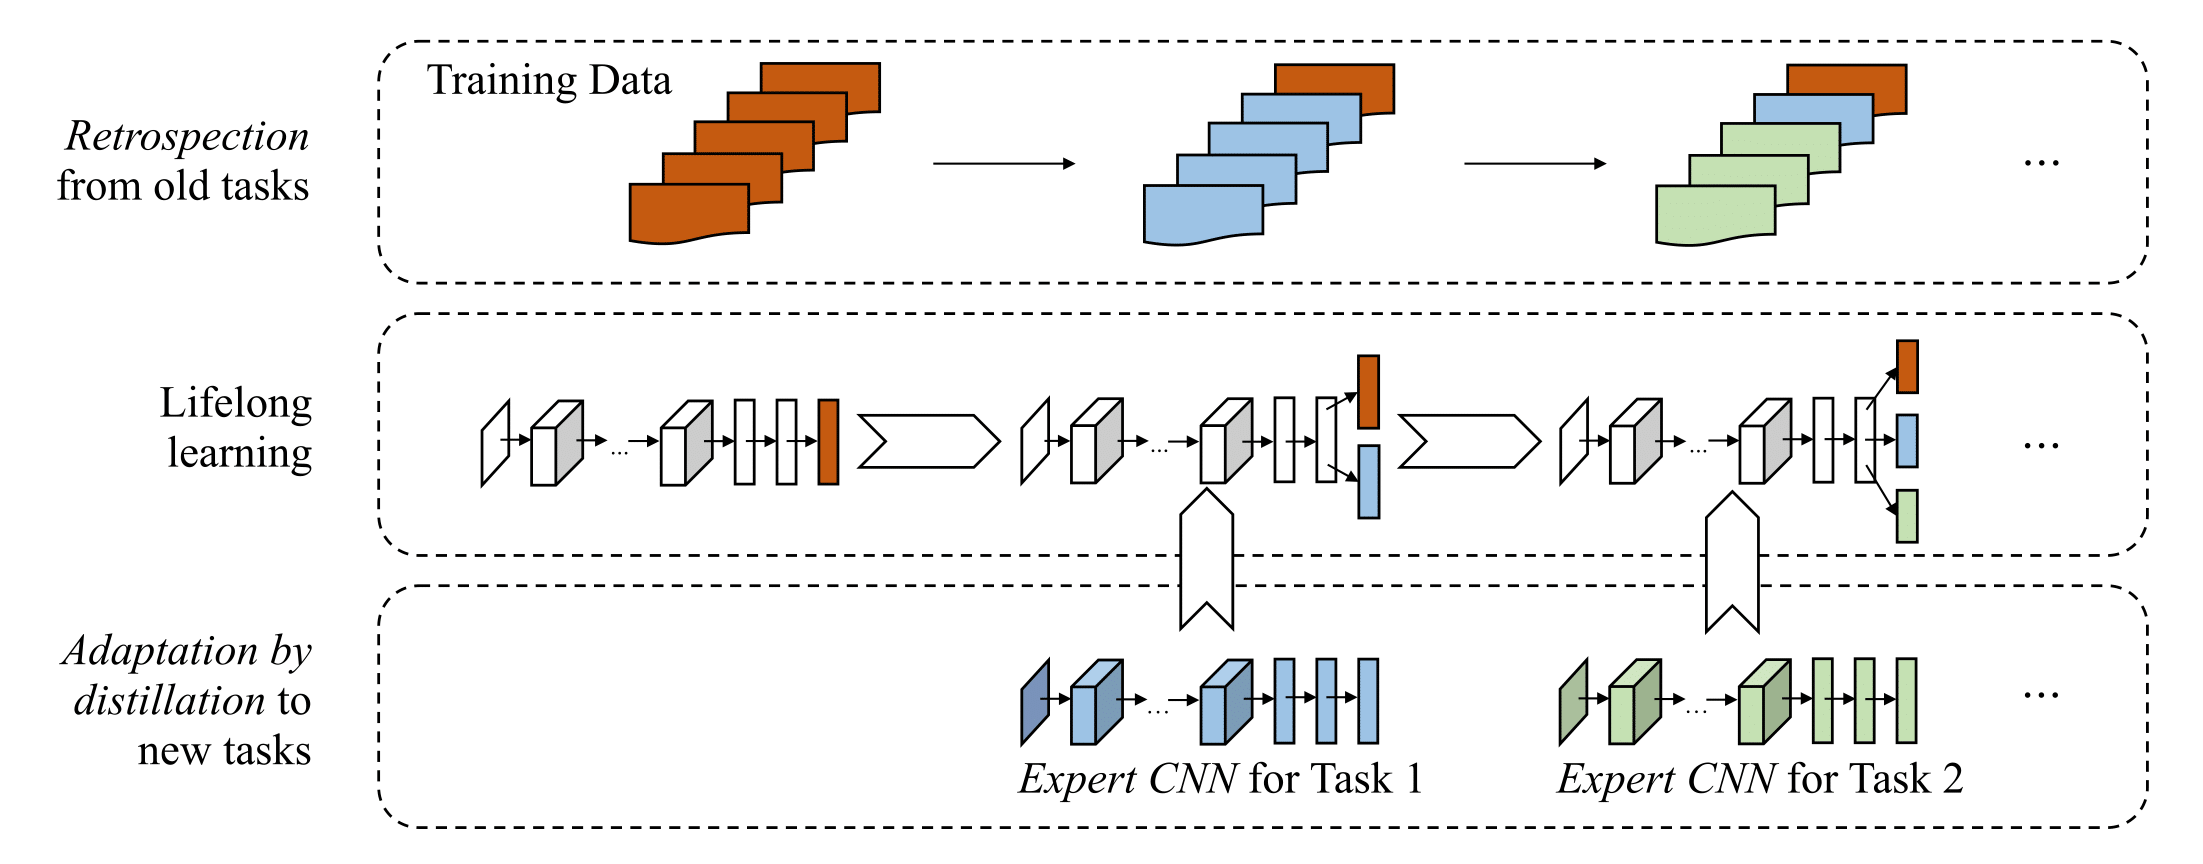 Training Data
Retrospection
from old tasks
...
Lifelong
learning
...
...
...
...
...
...
...
Adaptation by
distillation to
new tasks
...
...
...
Expert CNN for Task 1
Expert CNN for Task 2